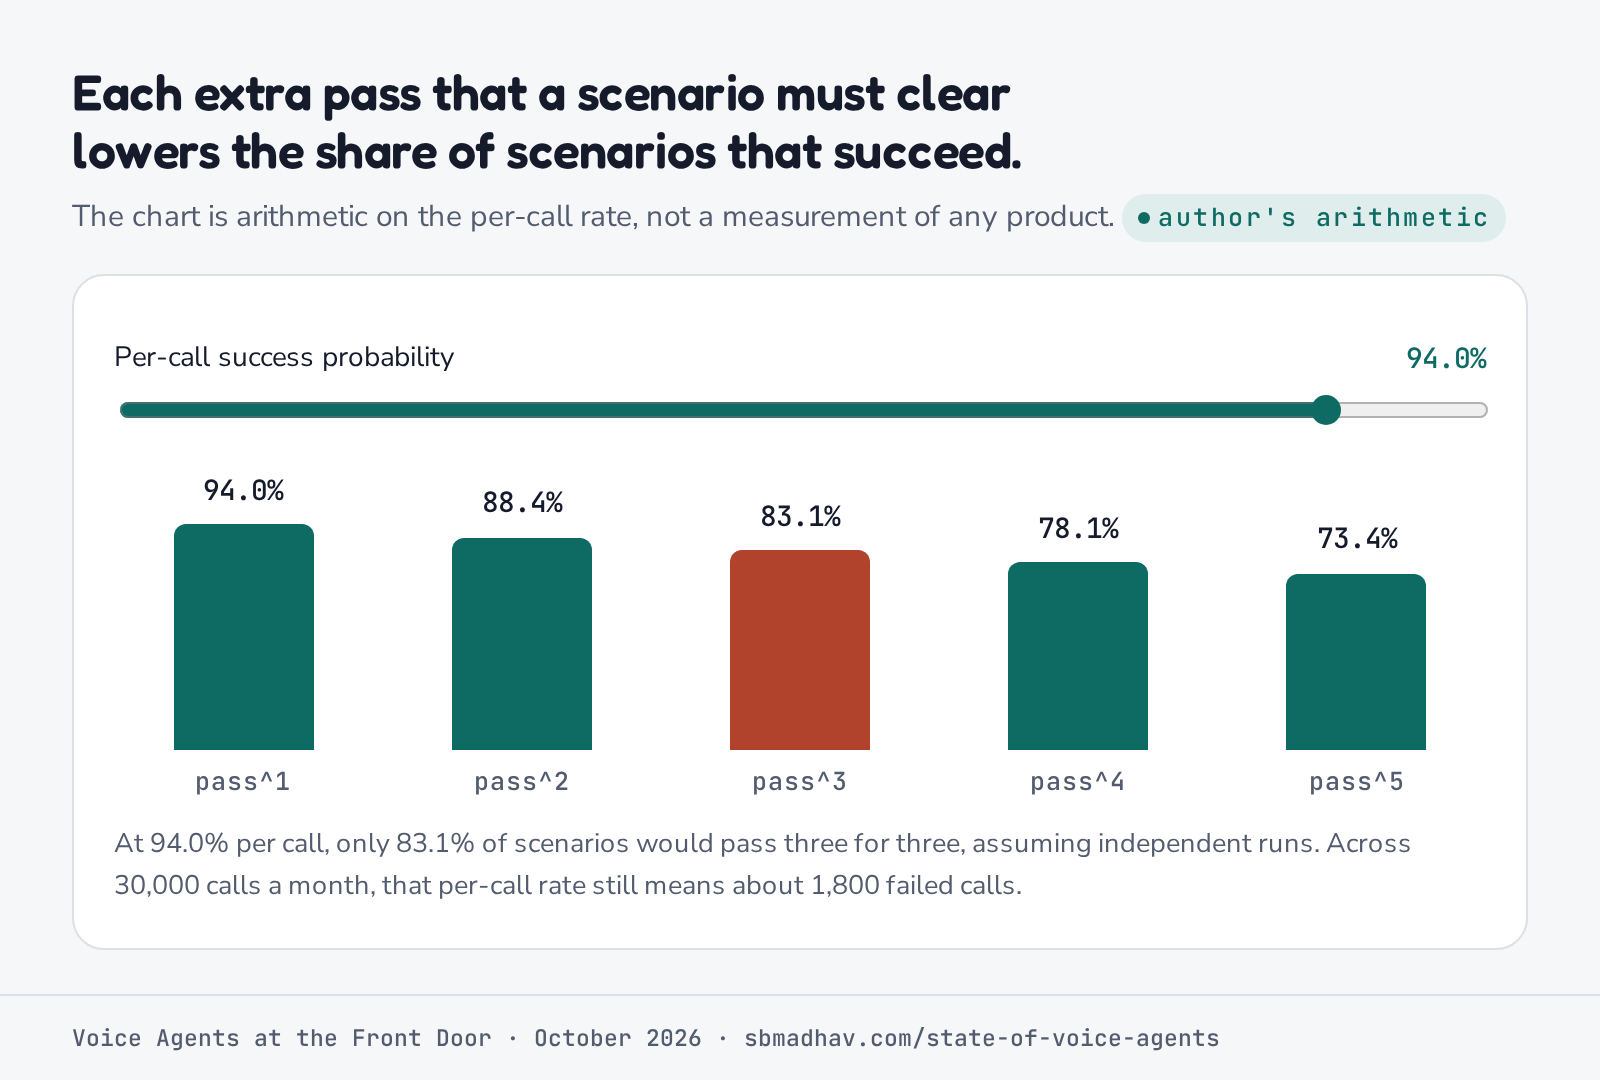 Each extra pass that a scenario must clear
lowers the share of scenarios that succeed.
The chart is arithmetic on the per-call rate, not a measurement of any product. • author's arithmetic
Per-call success probability 94.0%
94.0% 88.4% 83.1% 78.1% 73.4%
pass^1 pass^2 pass^3 pass^4 pass^5
At 94.0% per call, only 83.1% of scenarios would pass three for three, assuming independent runs. Across
30,000 calls a month, that per-call rate still means about 1,800 failed calls.
Voice Agents at the Front Door · October 2026 · sbmadhav.com/state-of-voice-agents